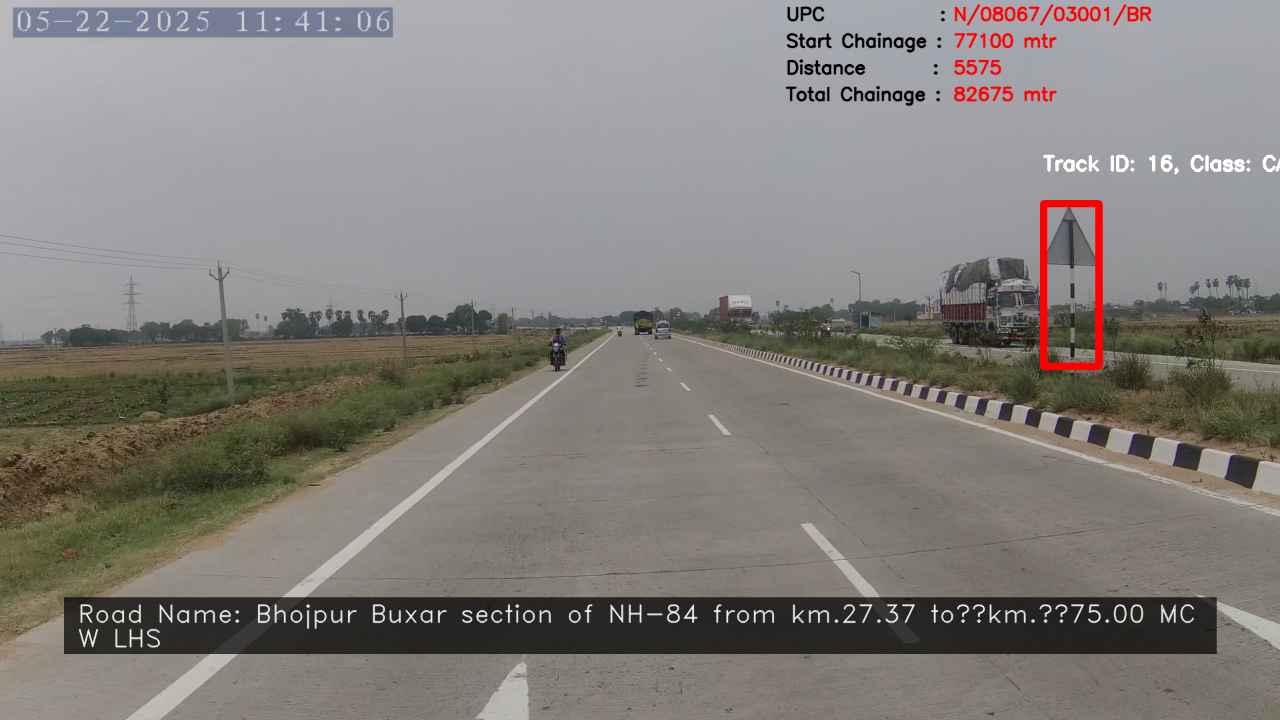 05-22-2025 11:41:06
UPC : N/08067/03001/BR
Start Chainage : 77100 mtr
Distance : 5575
Total Chainage : 82675 mtr
Track ID: 16, Class:
Road Name: Bhojpur Buxar section of NH-84 from km.27.37 to??km.??75.00 MC
W LHS